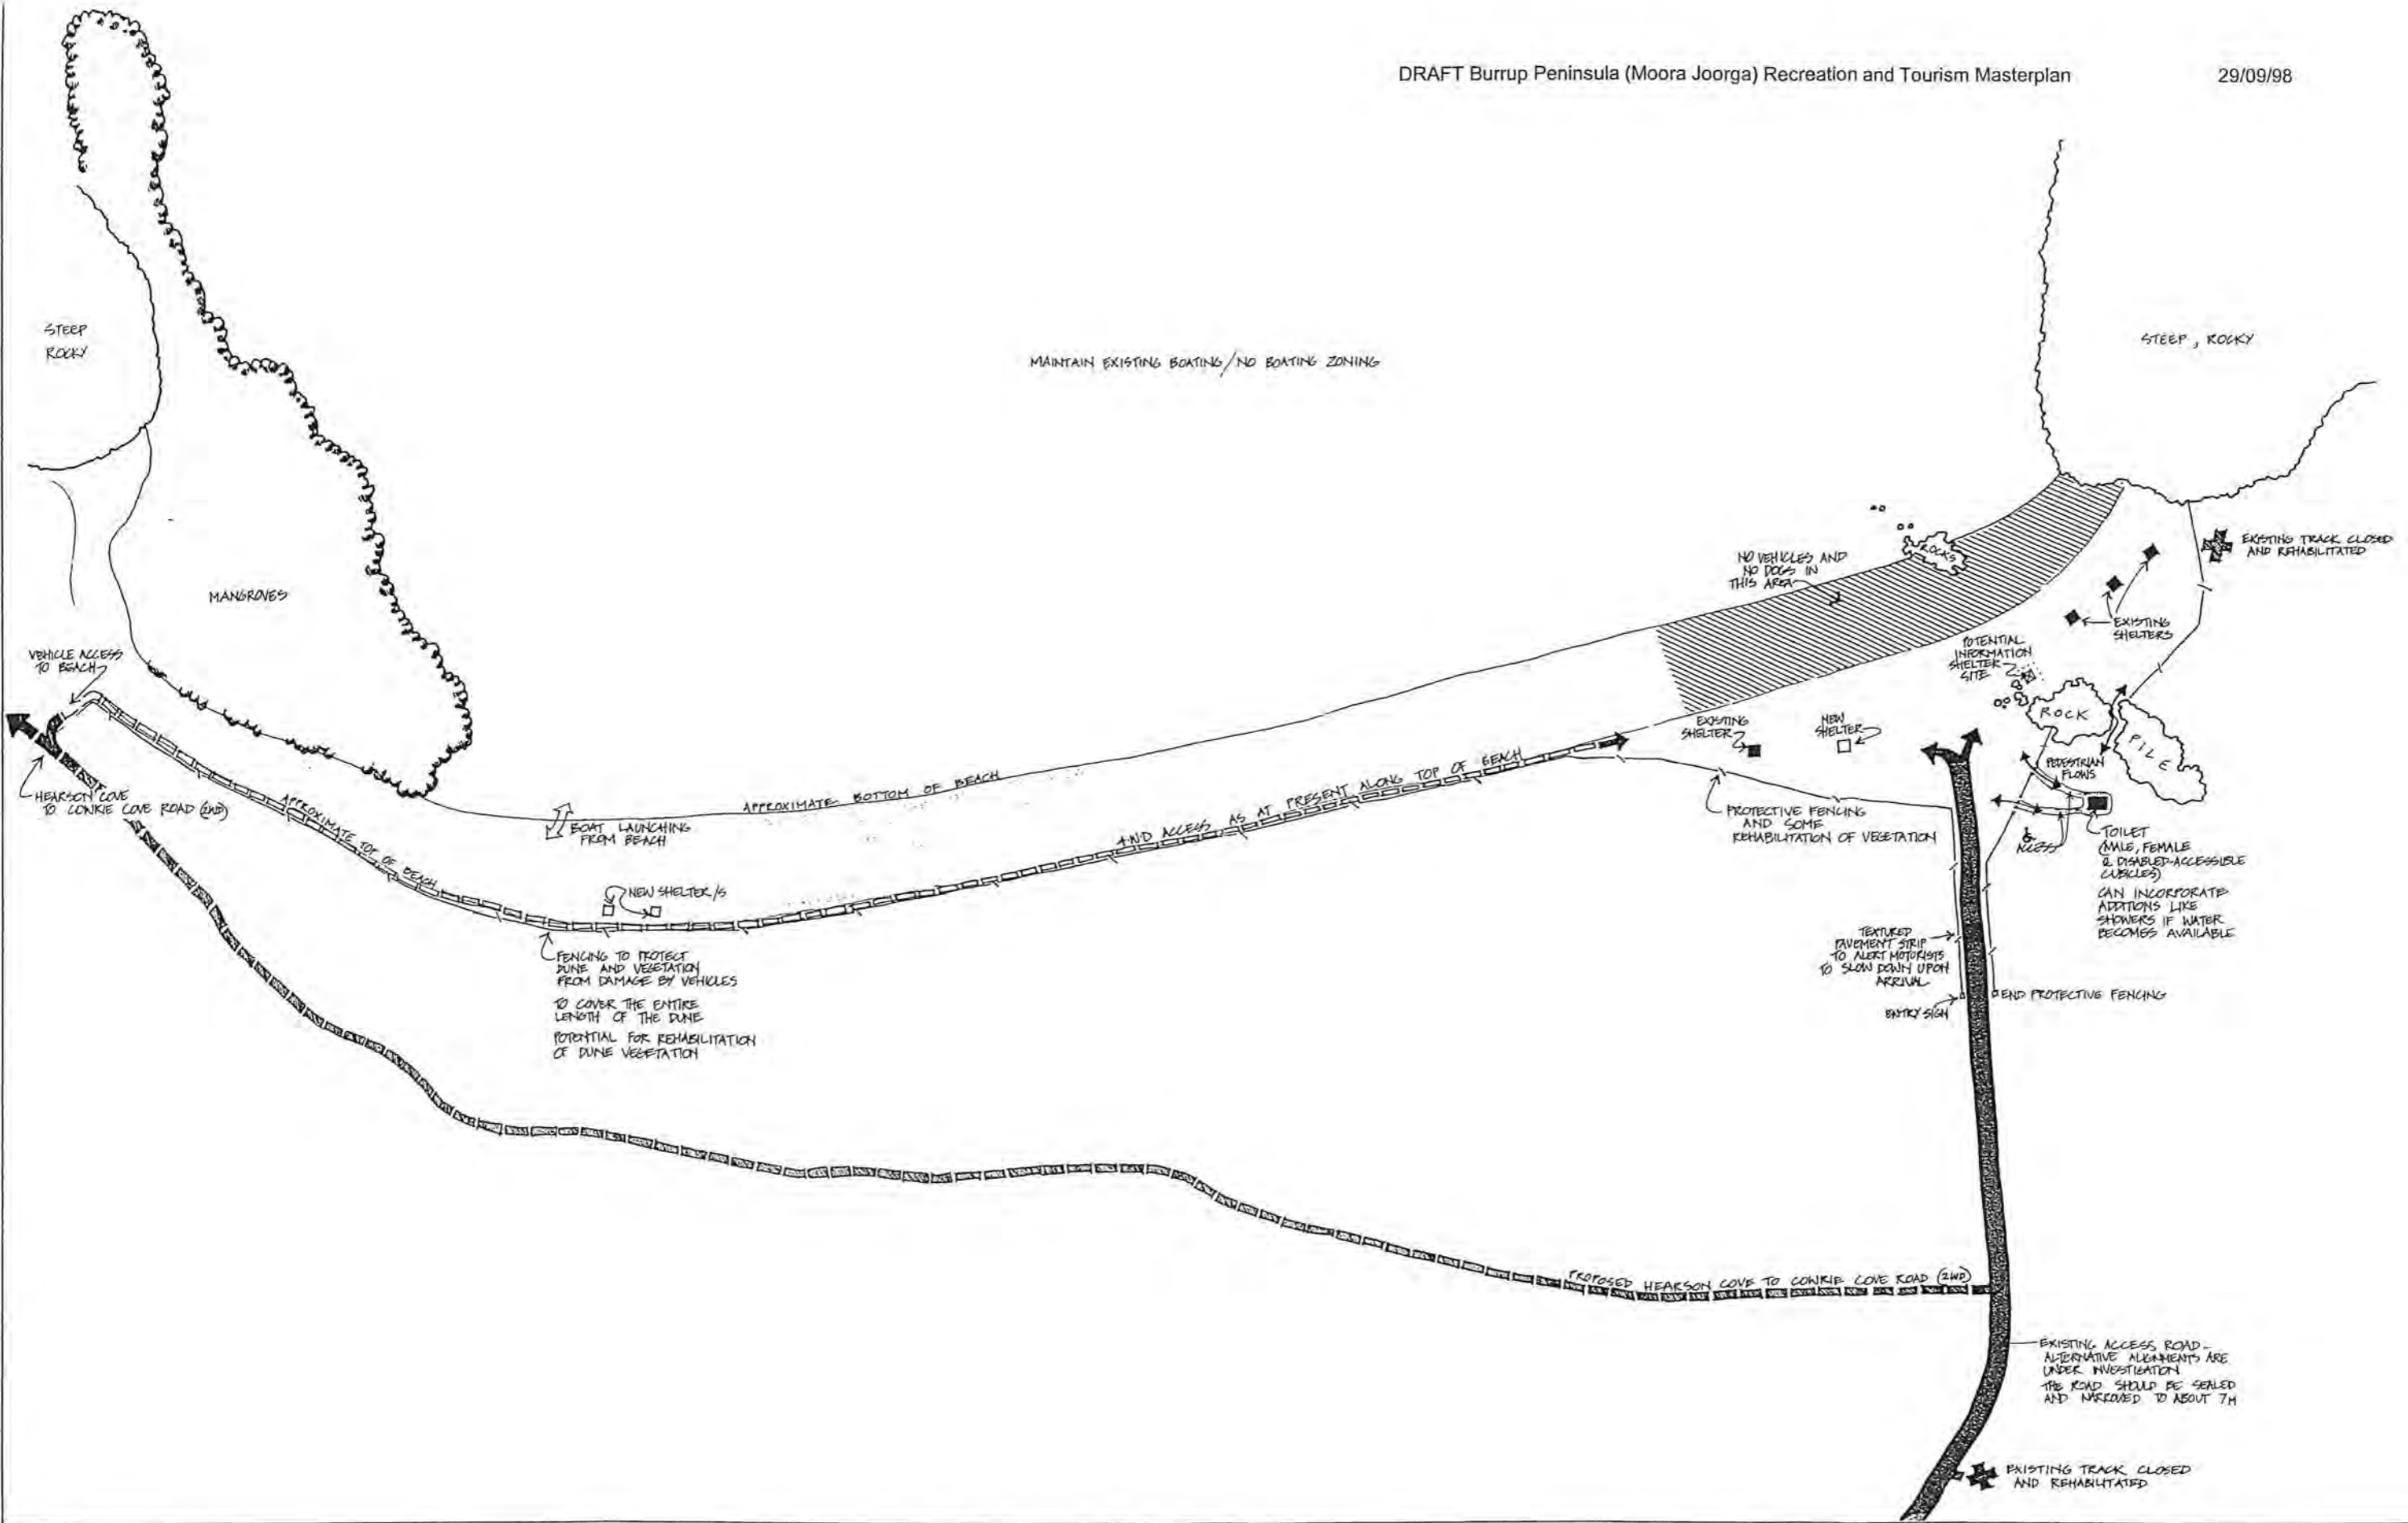 DRAFT Burrup Peninsula (Moora Joorga) Recreation and Tourism Masterplan
29/09/98
STEEP
ROCKY
STEEP, ROCKY
MAINTAIN EXISTING BOATING/NO BOATING ZONING
MANGROVES
VEHICLE ACCESS
TO BEACH
HEARSON COVE
TO COWRIE COVE ROAD (2WD)
APPROXIMATE TOP OF BEACH
BOAT LAUNCHING
FROM BEACH
APPROXIMATE BOTTOM OF BEACH
4WD ACCESS AS AT PRESENT ALONG TOP OF BEACH
NEW SHELTER/S
FENCING TO PROTECT
DUNE AND VEGETATION
FROM DAMAGE BY VEHICLES
TO COVER THE ENTIRE
LENGTH OF THE DUNE
POTENTIAL FOR REHABILITATION
OF DUNE VEGETATION
NO VEHICLES AND
NO DOGS IN
THIS AREA
ROCKS
EXISTING TRACK CLOSED
AND REHABILITATED
EXISTING
SHELTERS
POTENTIAL
INFORMATION
SHELTER
SITE
EXISTING
SHELTER
NEW
SHELTER
ROCK
PILE
PEDESTRIAN
FLOWS
PROTECTIVE FENCING
AND SOME
REHABILITATION OF VEGETATION
ACCESS
TOILET
(MALE, FEMALE
& DISABLED-ACCESSIBLE
CUBICLES)
CAN INCORPORATE
ADDITIONS LIKE
SHOWERS IF WATER
BECOMES AVAILABLE
TEXTURED
PAVEMENT STRIP
TO ALERT MOTORISTS
TO SLOW DOWN UPON
ARRIVAL
ENTRY SIGN
END PROTECTIVE FENCING
PROPOSED HEARSON COVE TO COWRIE COVE ROAD (2WD)
EXISTING ACCESS ROAD -
ALTERNATIVE ALIGNMENTS ARE
UNDER INVESTIGATION
THE ROAD SHOULD BE SEALED
AND NARROWED TO ABOUT 7M
EXISTING TRACK CLOSED
AND REHABILITATED